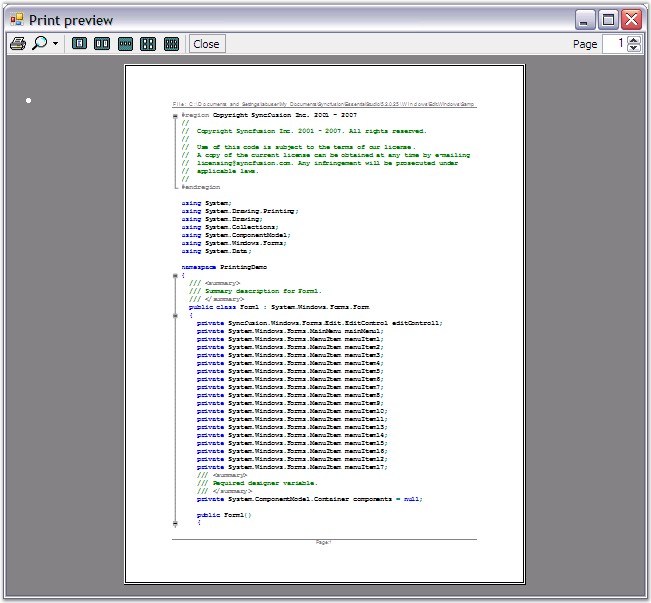 Print preview
Close
Page 1
File: C:\Documents and Settings\labuser\My Documents\Syncfusion\EssentialStudio\5.2.0.25\Windows\Edit.Windows\Samp
#region Copyright Syncfusion Inc. 2001 - 2007
//
// Copyright Syncfusion Inc. 2001 - 2007. All rights reserved.
//
// Use of this code is subject to the terms of our license.
// A copy of the current license can be obtained at any time by e-mailing
// licensing@syncfusion.com. Any infringement will be prosecuted under
// applicable laws.
//
#endregion
using System;
using System.Drawing.Printing;
using System.Drawing;
using System.Collections;
using System.ComponentModel;
using System.Windows.Forms;
using System.Data;
namespace PrintingDemo
{
/// <summary>
/// Summary description for Form1.
/// </summary>
public class Form1 : System.Windows.Forms.Form
{
private Syncfusion.Windows.Forms.Edit.EditControl editControl1;
private System.Windows.Forms.MainMenu mainMenu1;
private System.Windows.Forms.MenuItem menuItem1;
private System.Windows.Forms.MenuItem menuItem2;
private System.Windows.Forms.MenuItem menuItem3;
private System.Windows.Forms.MenuItem menuItem4;
private System.Windows.Forms.MenuItem menuItem5;
private System.Windows.Forms.MenuItem menuItem6;
private System.Windows.Forms.MenuItem menuItem7;
private System.Windows.Forms.MenuItem menuItem8;
private System.Windows.Forms.MenuItem menuItem9;
private System.Windows.Forms.MenuItem menuItem10;
private System.Windows.Forms.MenuItem menuItem11;
private System.Windows.Forms.MenuItem menuItem13;
private System.Windows.Forms.MenuItem menuItem14;
private System.Windows.Forms.MenuItem menuItem15;
private System.Windows.Forms.MenuItem menuItem16;
private System.Windows.Forms.MenuItem menuItem12;
private System.Windows.Forms.MenuItem menuItem17;
/// <summary>
/// Required designer variable.
/// </summary>
private System.ComponentModel.Container components = null;
public Form1()
{
Page:1